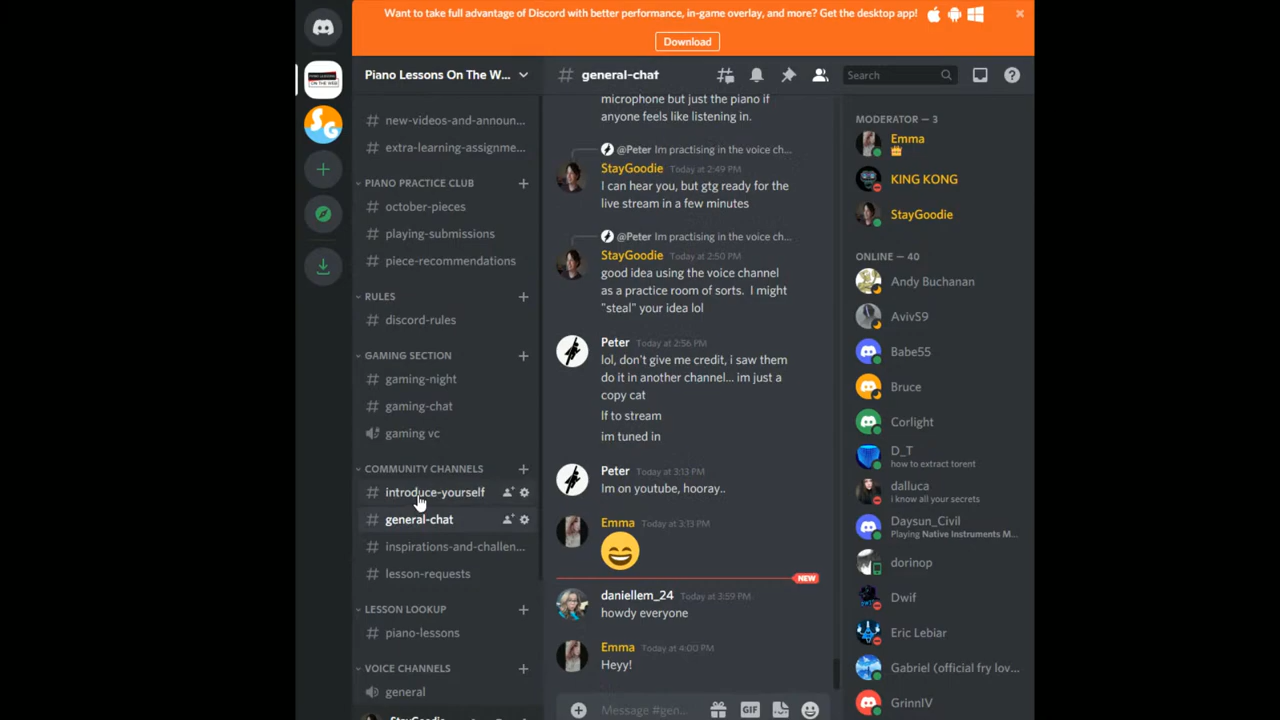 Want to take full advantage of Discord with better performance, in-game overlay, and more? Get the desktop app!
Download
PIANO LESSONS
ON THE WEB
SG
Piano Lessons On The W...
new-videos-and-announ...
extra-learning-assignme...
PIANO PRACTICE CLUB
october-pieces
playing-submissions
piece-recommendations
RULES
discord-rules
GAMING SECTION
gaming-night
gaming-chat
gaming vc
COMMUNITY CHANNELS
introduce-yourself
general-chat
inspirations-and-challen...
lesson-requests
LESSON LOOKUP
piano-lessons
VOICE CHANNELS
general
StayGoodie
# general-chat
Search
microphone but just the piano if
anyone feels like listening in.
@Peter Im practising in the voice ch...
StayGoodie Today at 2:49 PM
I can hear you, but gtg ready for the
live stream in a few minutes
@Peter Im practising in the voice ch...
StayGoodie Today at 2:50 PM
good idea using the voice channel
as a practice room of sorts. I might
"steal" your idea lol
Peter Today at 2:56 PM
lol, don't give me credit, i saw them
do it in another channel... im just a
copy cat
lf to stream
im tuned in
Peter Today at 3:13 PM
Im on youtube, hooray..
Emma Today at 3:13 PM
NEW
daniellem_24 Today at 3:59 PM
howdy everyone
Emma Today at 4:00 PM
Heyy!
Message #gen...
GIF
MODERATOR — 3
Emma
KING KONG
StayGoodie
ONLINE — 40
Andy Buchanan
AvivS9
Babe55
Bruce
Corlight
D_T
how to extract torent
dalluca
i know all your secrets
Daysun_Civil
Playing Native Instruments M...
dorinop
Dwif
Eric Lebiar
Gabriel (official fry lov...
GrinnIV